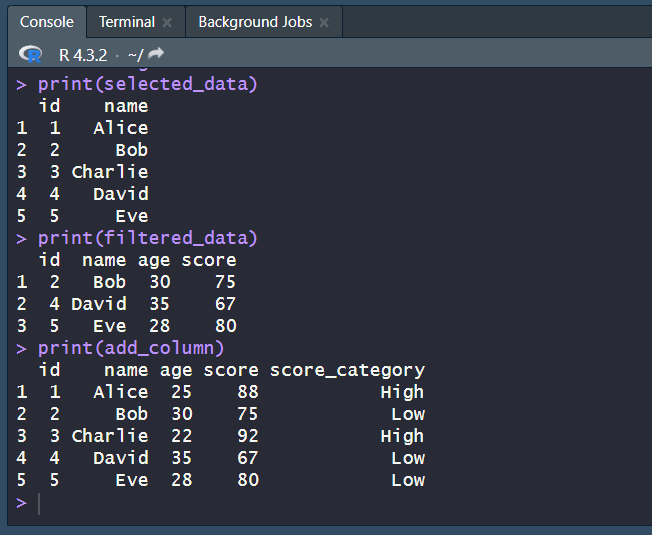 Console Terminal × Background Jobs ×
R R 4.3.2 · ~/
> print(selected_data)
  id    name
1  1   Alice
2  2     Bob
3  3 Charlie
4  4   David
5  5     Eve
> print(filtered_data)
  id  name age score
1  2   Bob  30    75
2  4 David  35    67
3  5   Eve  28    80
> print(add_column)
  id    name age score score_category
1  1   Alice  25    88           High
2  2     Bob  30    75            Low
3  3 Charlie  22    92           High
4  4   David  35    67            Low
5  5     Eve  28    80            Low
>